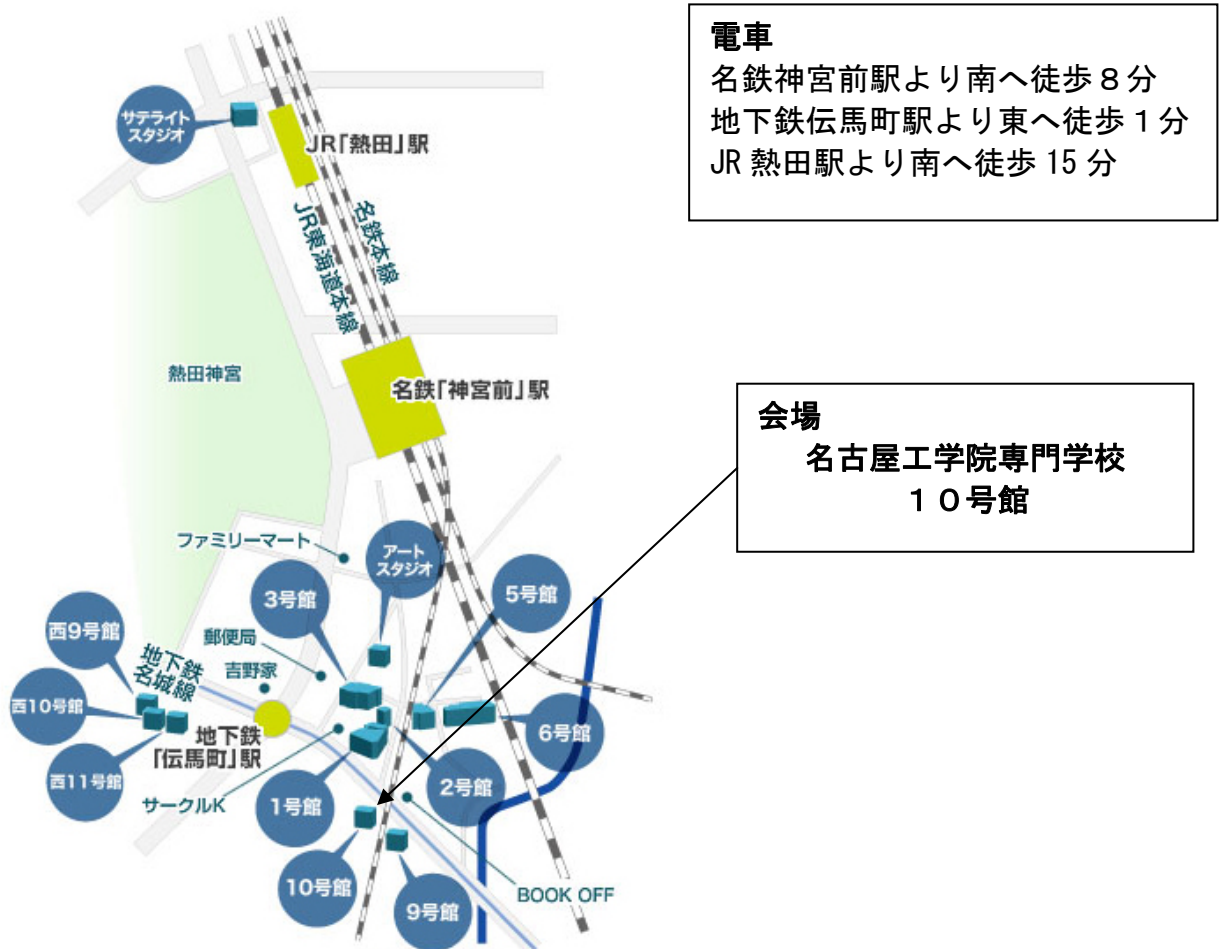 電車
名鉄神宮前駅より南へ徒歩８分
地下鉄伝馬町駅より東へ徒歩１分
JR 熱田駅より南へ徒歩 15 分
サテライト
スタジオ
JR「熱田」駅
名鉄本線
JR東海道本線
熱田神宮
名鉄「神宮前」駅
会場
名古屋工学院専門学校
１０号館
ファミリーマート
アート
スタジオ
3号館
5号館
西9号館
郵便局
地下鉄
名城線
吉野家
西10号館
地下鉄
「伝馬町」駅
6号館
西11号館
サークルK
1号館
2号館
10号館
9号館
BOOK OFF